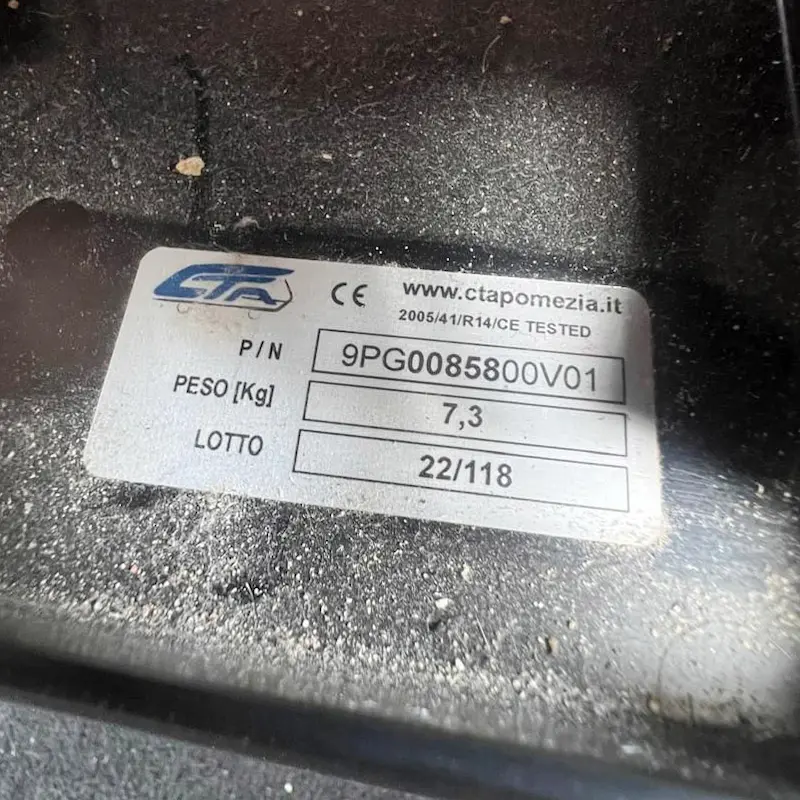 CTA CE www.ctapomezia.it
2005/41/R14/CE TESTED
P/N 9PG0085800V01
PESO [Kg] 7,3
LOTTO 22/118